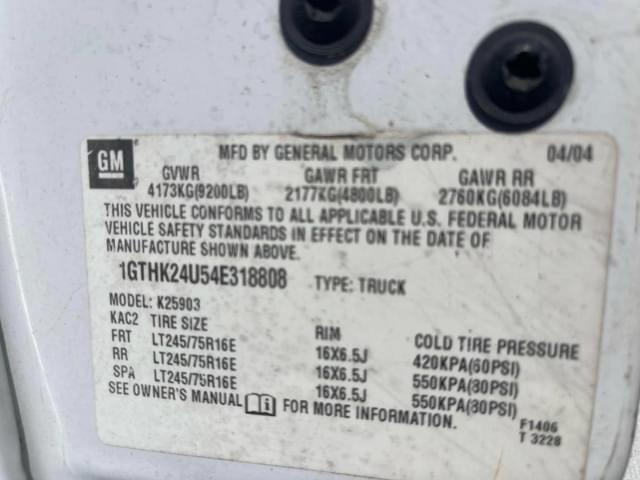 GM
MFD BY GENERAL MOTORS CORP. 04/04
GVWR GAWR FRT GAWR RR
4173KG(9200LB) 2177KG(4800LB) 2760KG(6084LB)
THIS VEHICLE CONFORMS TO ALL APPLICABLE U.S. FEDERAL MOTOR
VEHICLE SAFETY STANDARDS IN EFFECT ON THE DATE OF
MANUFACTURE SHOWN ABOVE.
1GTHK24U54E318808 TYPE: TRUCK
MODEL: K25903
KAC2 TIRE SIZE RIM COLD TIRE PRESSURE
FRT LT245/75R16E 16X6.5J 420KPA(60PSI)
RR LT245/75R16E 16X6.5J 550KPA(30PSI)
SPA LT245/75R16E 16X6.5J 550KPA(30PSI)
SEE OWNER'S MANUAL FOR MORE INFORMATION.
F1406
T 3228